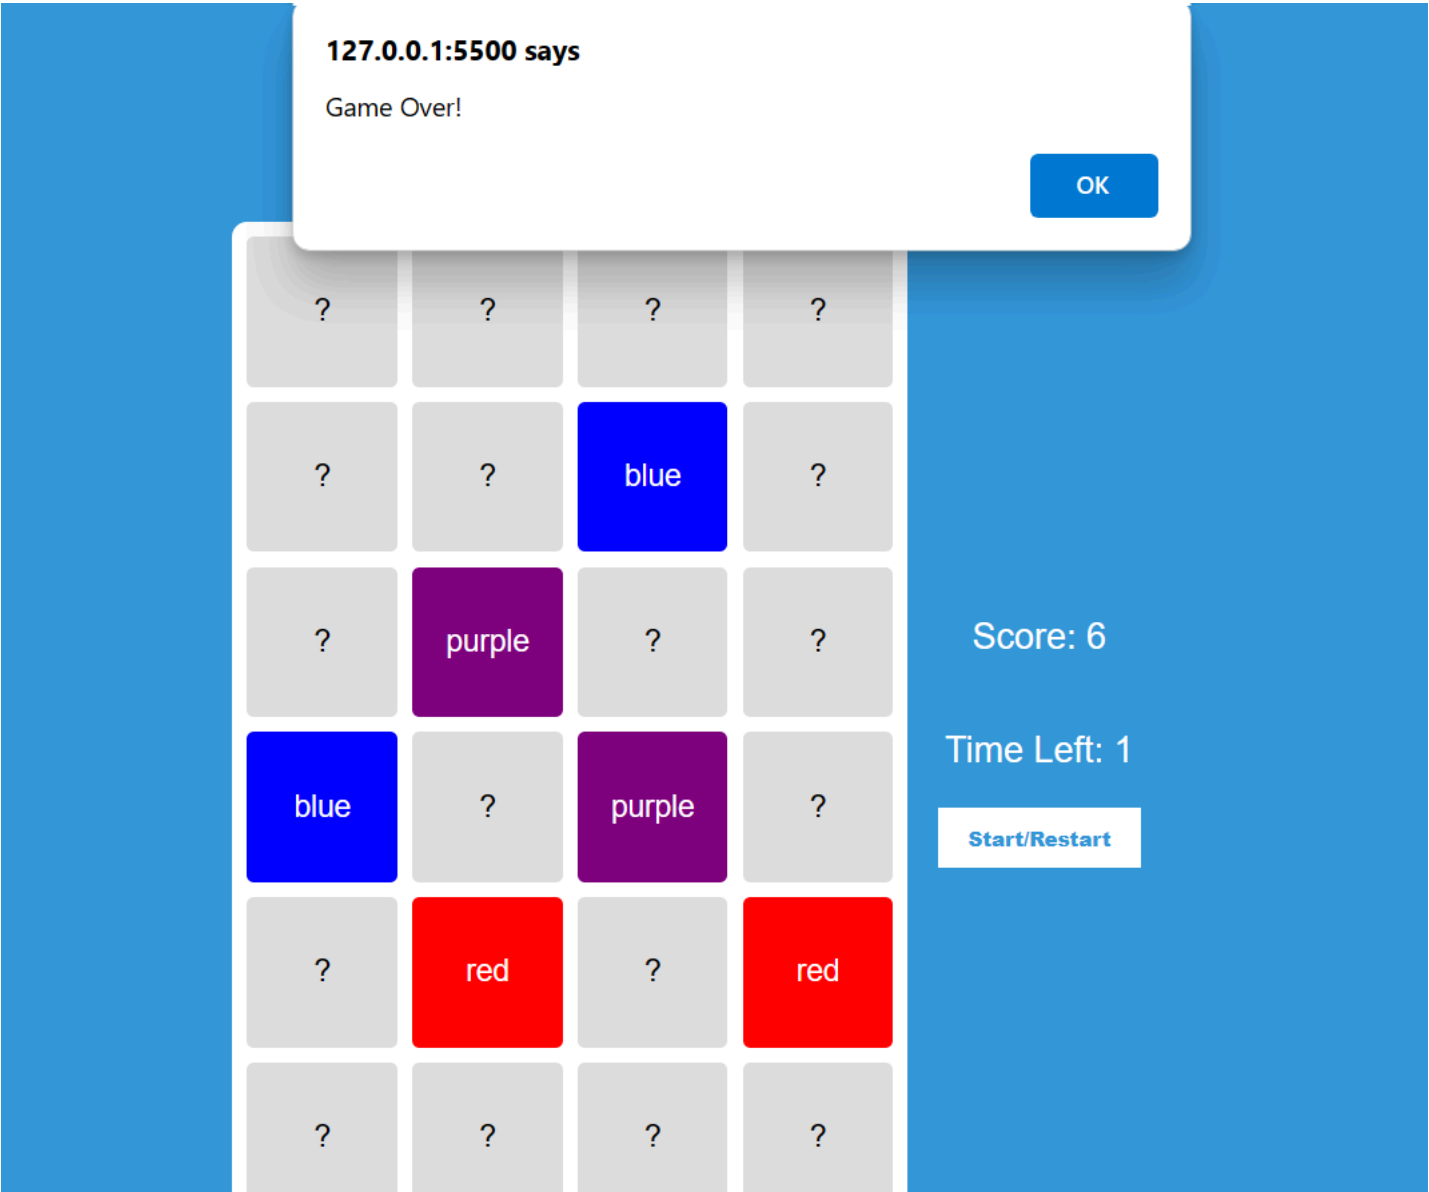 127.0.0.1:5500 says
Game Over!
OK
? ? ? ?
? ? blue ?
? purple ? ?
Score: 6
blue ? purple ?
Time Left: 1
Start/Restart
? red ? red
? ? ? ?